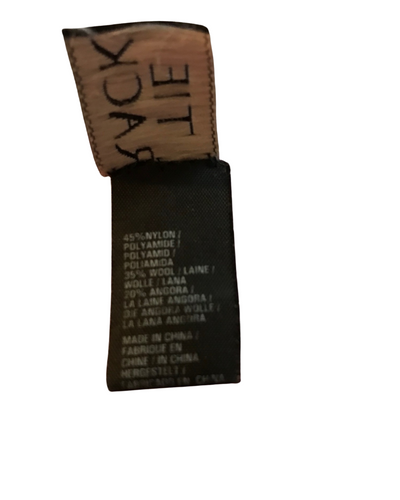 TIE
45%NYLON /
POLYAMIDE /
POLYAMID /
POLIAMIDA
35% WOOL / LAINE /
WOLLE / LANA
20% ANGORA /
LA LAINE ANGORA /
DIE ANGORA WOLLE /
LA LANA ANGORA
MADE IN CHINA /
FABRIQUE EN
CHINE / IN CHINA
HERGESTELT /